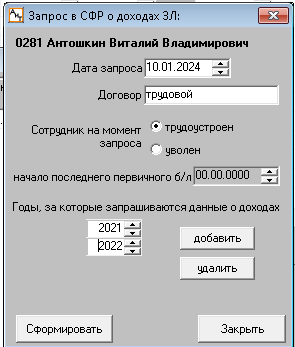 Запрос в СФР о доходах ЗЛ:
0281 Антошкин Виталий Владимирович
Дата запроса 10.01.2024
Договор трудовой
Сотрудник на момент запроса
трудоустроен
уволен
начало последнего первичного б/л 00.00.0000
Годы, за которые запрашиваются данные о доходах
2021
2022
добавить
удалить
Сформировать Закрыть